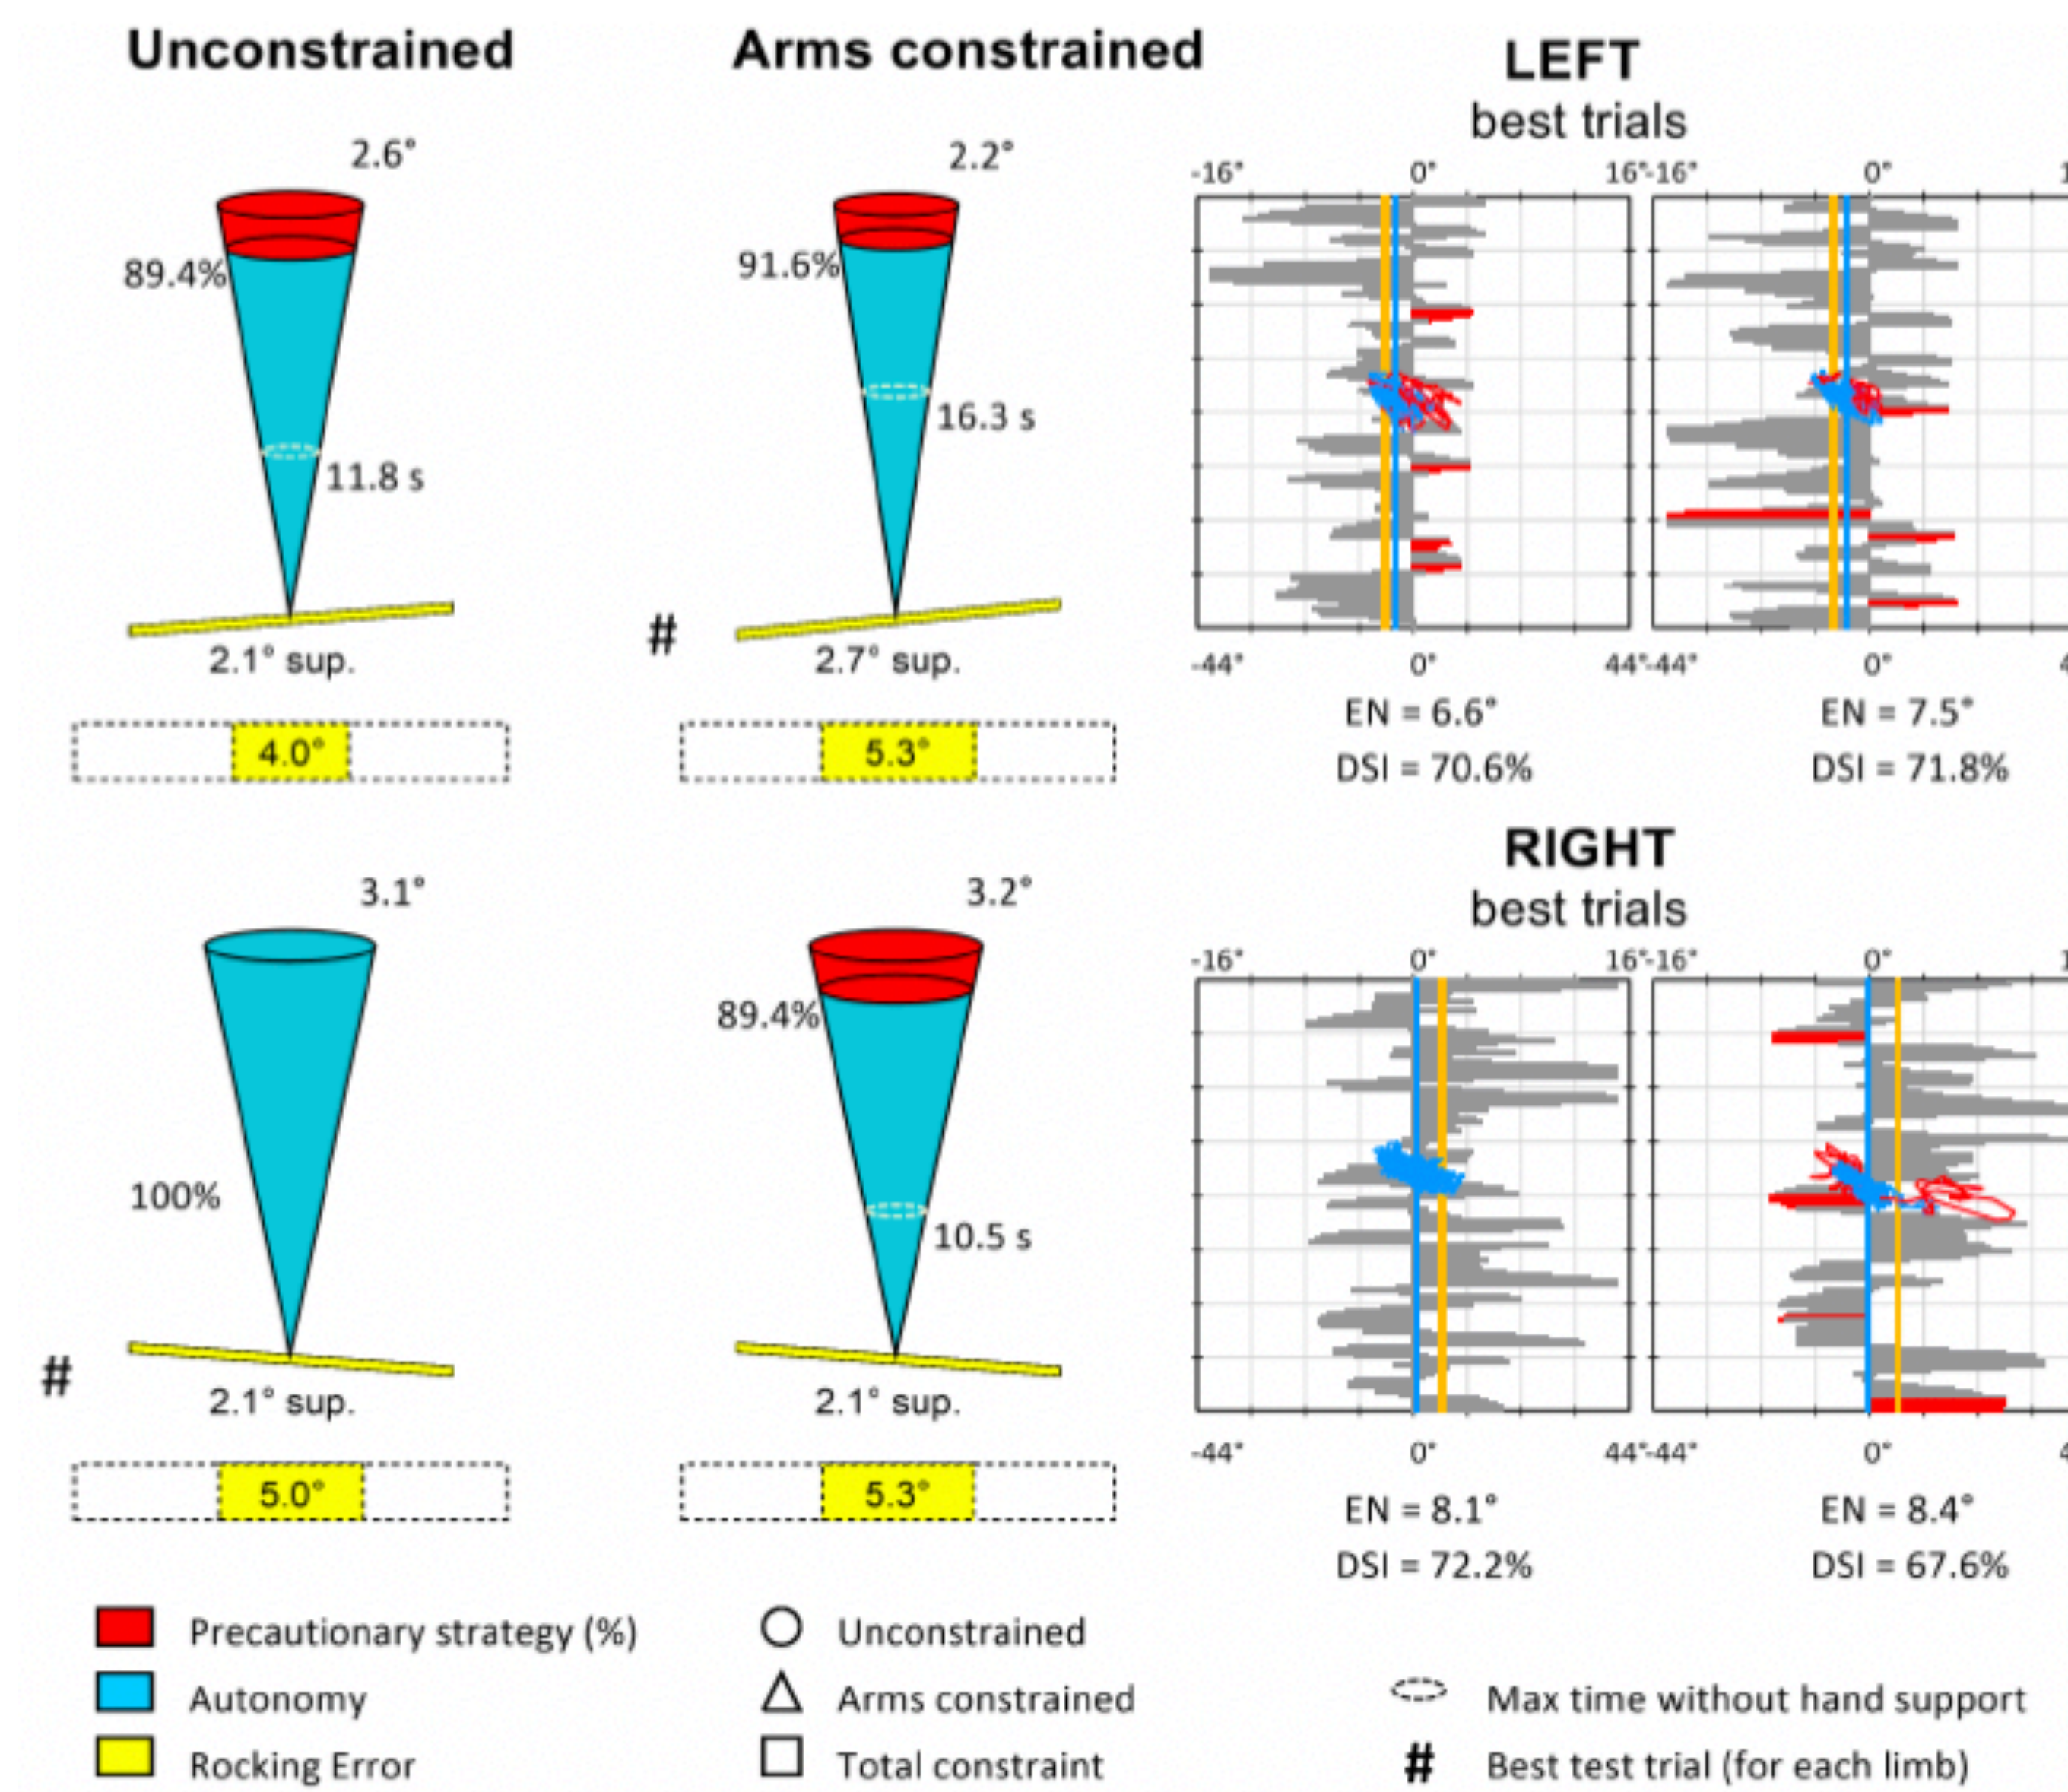 Unconstrained
Arms constrained
LEFT
best trials
2.6°
2.2°
-16° 0° 16° -16° 0° 1
89.4%
91.6%
16.3 s
11.8 s
#
2.1° sup.
2.7° sup.
-44° 0° 44° -44° 0° 4
4.0°
5.3°
EN = 6.6°
EN = 7.5°
DSI = 70.6%
DSI = 71.8%
RIGHT
best trials
3.1°
3.2°
-16° 0° 16° -16° 0° 1
89.4%
100%
10.5 s
#
2.1° sup.
2.1° sup.
-44° 0° 44° -44° 0° 4
5.0°
5.3°
EN = 8.1°
EN = 8.4°
DSI = 72.2%
DSI = 67.6%
Precautionary strategy (%)
Unconstrained
Autonomy
Arms constrained
Max time without hand support
Rocking Error
Total constraint
# Best test trial (for each limb)